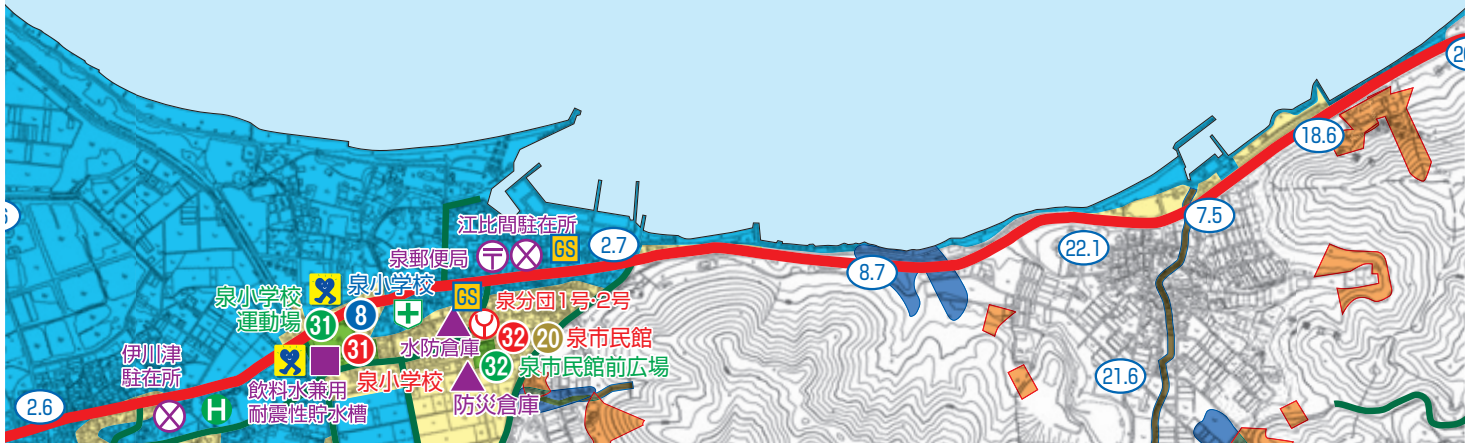 18.6
7.5
22.1
8.7
21.6
江比間駐在所
2.7
GS
泉郵便局
〒
GS
泉小学校
泉小学校
運動場
31
8
31
泉分団1号・2号
水防倉庫
32
20
泉市民館
32
泉市民館前広場
伊川津
駐在所
飲料水兼用
耐震性貯水槽
泉小学校
防災倉庫
H
2.6